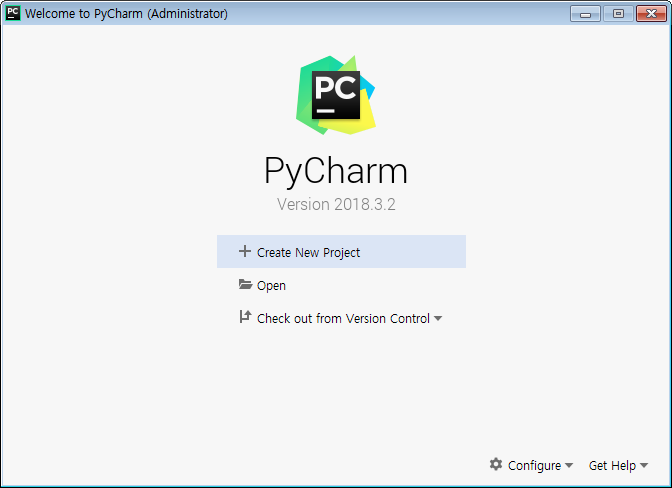 PC Welcome to PyCharm (Administrator)
PC
PyCharm
Version 2018.3.2
Create New Project
Open
Check out from Version Control
Configure Get Help